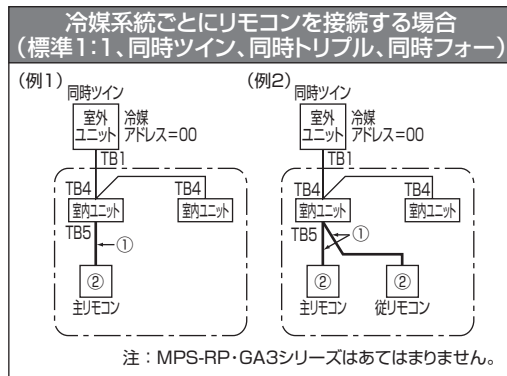 冷媒系統ごとにリモコンを接続する場合
(標準1:1、同時ツイン、同時トリプル、同時フォー)
(例1)
同時ツイン
室外
ユニット
冷媒
アドレス=00
TB1
TB4
TB4
室内ユニット
室内ユニット
TB5
①
②
主リモコン
(例2)
同時ツイン
室外
ユニット
冷媒
アドレス=00
TB1
TB4
TB4
室内ユニット
室内ユニット
TB5
①
②
②
主リモコン
従リモコン
注：MPS-RP・GA3シリーズはあてはまりません。